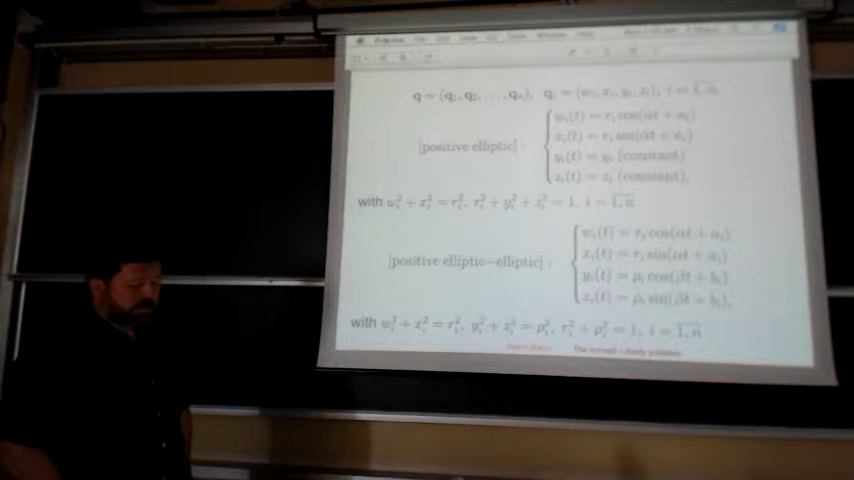 q = (q₁, q₂, …, qₙ), qᵢ = (wᵢ, xᵢ, yᵢ, zᵢ), i = \overline{1, n},
[positive elliptic] :
wᵢ(t) = rᵢ cos(αt + aᵢ)
xᵢ(t) = rᵢ sin(αt + aᵢ)
yᵢ(t) = yᵢ (constant)
zᵢ(t) = zᵢ (constant),
with wᵢ² + xᵢ² = rᵢ², rᵢ² + yᵢ² + zᵢ² = 1, i = \overline{1, n}
[positive elliptic–elliptic] :
wᵢ(t) = rᵢ cos(αt + aᵢ)
xᵢ(t) = rᵢ sin(αt + aᵢ)
yᵢ(t) = ρᵢ cos(βt + bᵢ)
zᵢ(t) = ρᵢ sin(βt + bᵢ),
with wᵢ² + xᵢ² = rᵢ², yᵢ² + zᵢ² = ρᵢ², rᵢ² + ρᵢ² = 1, i = \overline{1, n}